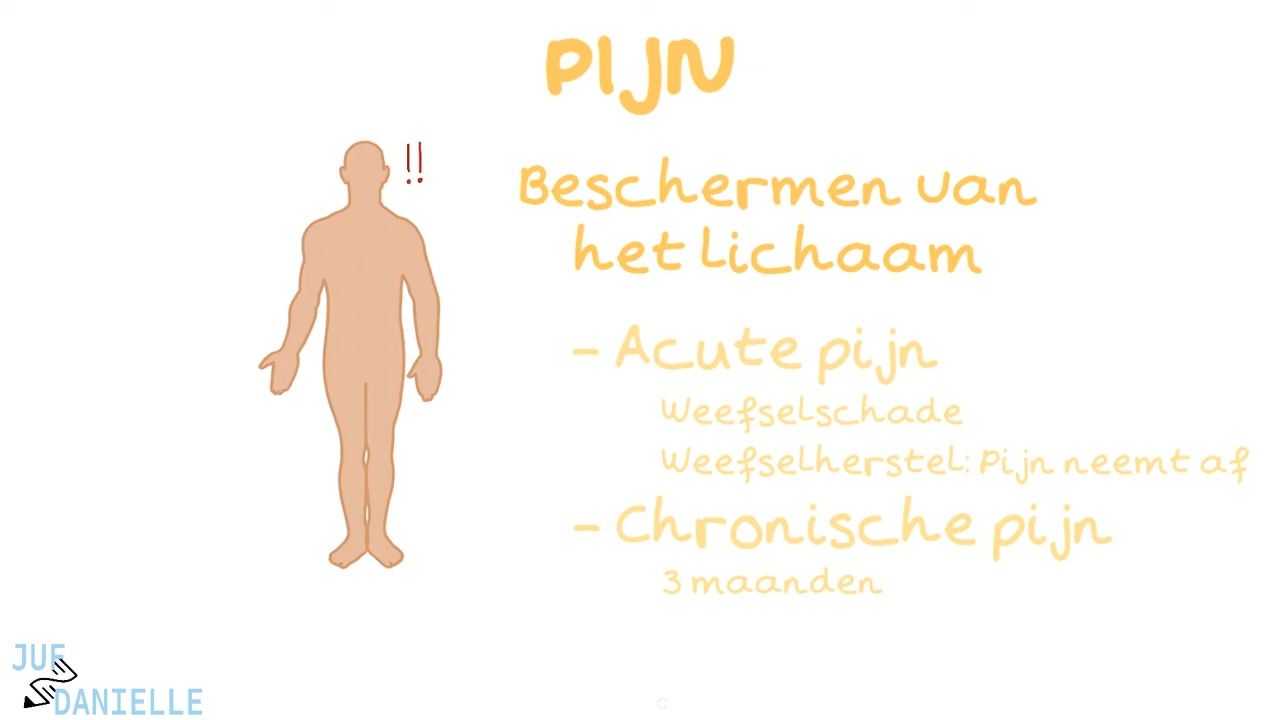 PIJN
!!
Beschermen van
het lichaam
- Acute pijn
Weefselschade
Weefselherstel: Pijn neemt af
- Chronische pijn
3 maanden
JUF
DANIELLE